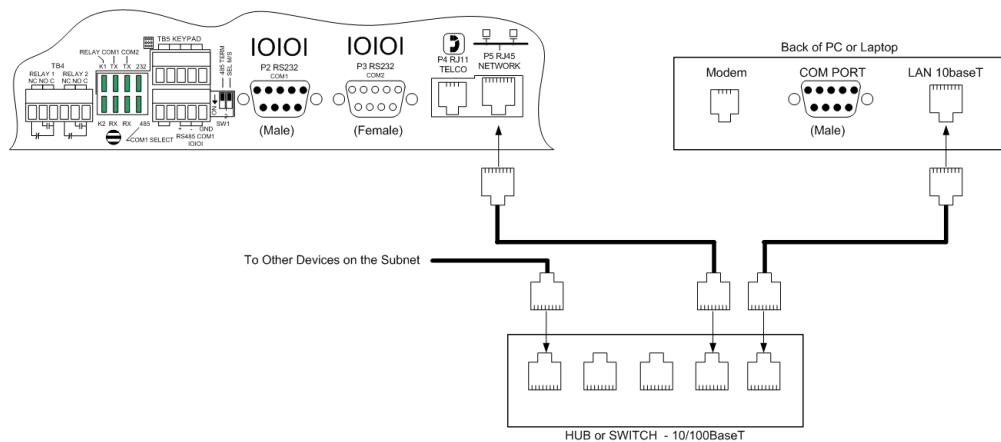 TB5 KEYPAD
RELAY COM1 COM2
K1 TX TX 232
TB4
RELAY 1 RELAY 2
NC NO C NC NO C
K2 RX RX 485
COM1 SELECT
+ - GND
RS485 COM1
IOIOI
485 TERM
SEL M/S
ON
SW1
IOIOI
P2 RS232
COM1
(Male)
IOIOI
P3 RS232
COM2
(Female)
P4 RJ11
TELCO
P5 RJ45
NETWORK
Back of PC or Laptop
Modem
COM PORT
(Male)
LAN 10baseT
To Other Devices on the Subnet
HUB or SWITCH - 10/100BaseT